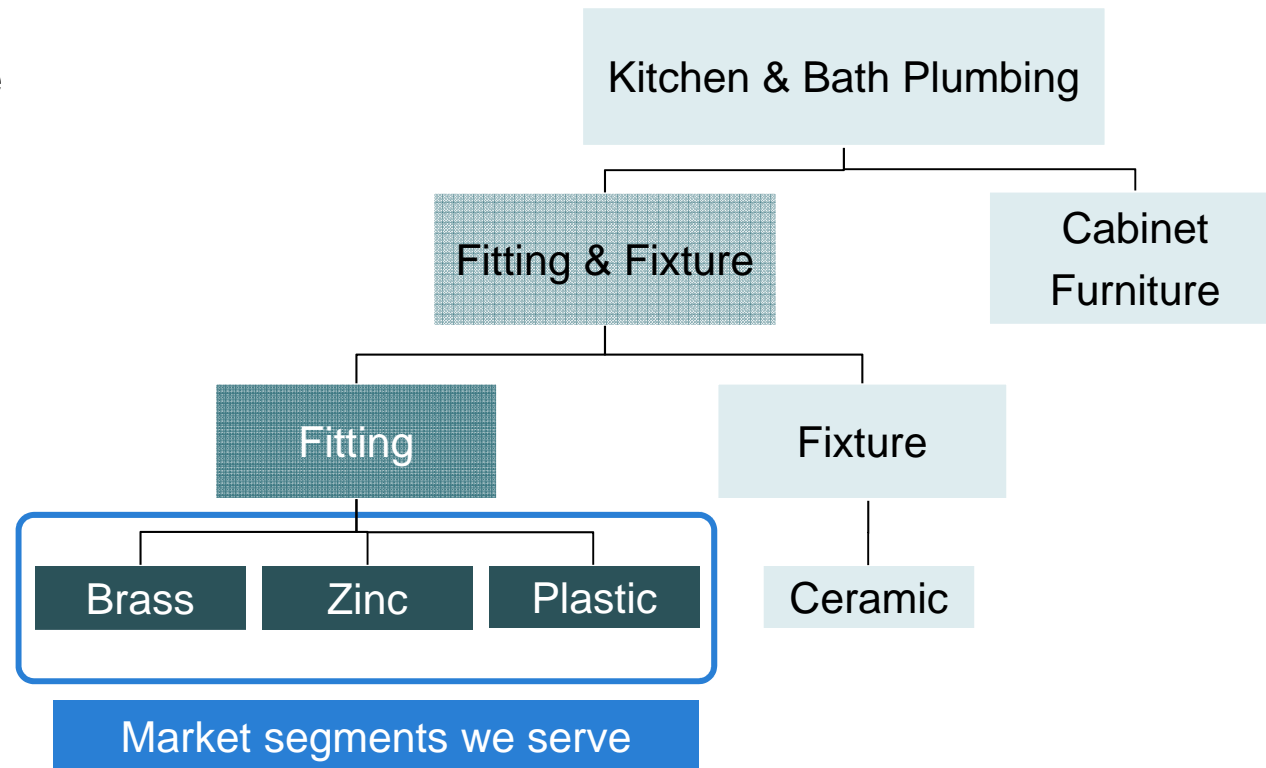 Kitchen & Bath Plumbing
Fitting & Fixture
Cabinet
Furniture
Fitting
Fixture
Brass
Zinc
Plastic
Ceramic
Market segments we serve